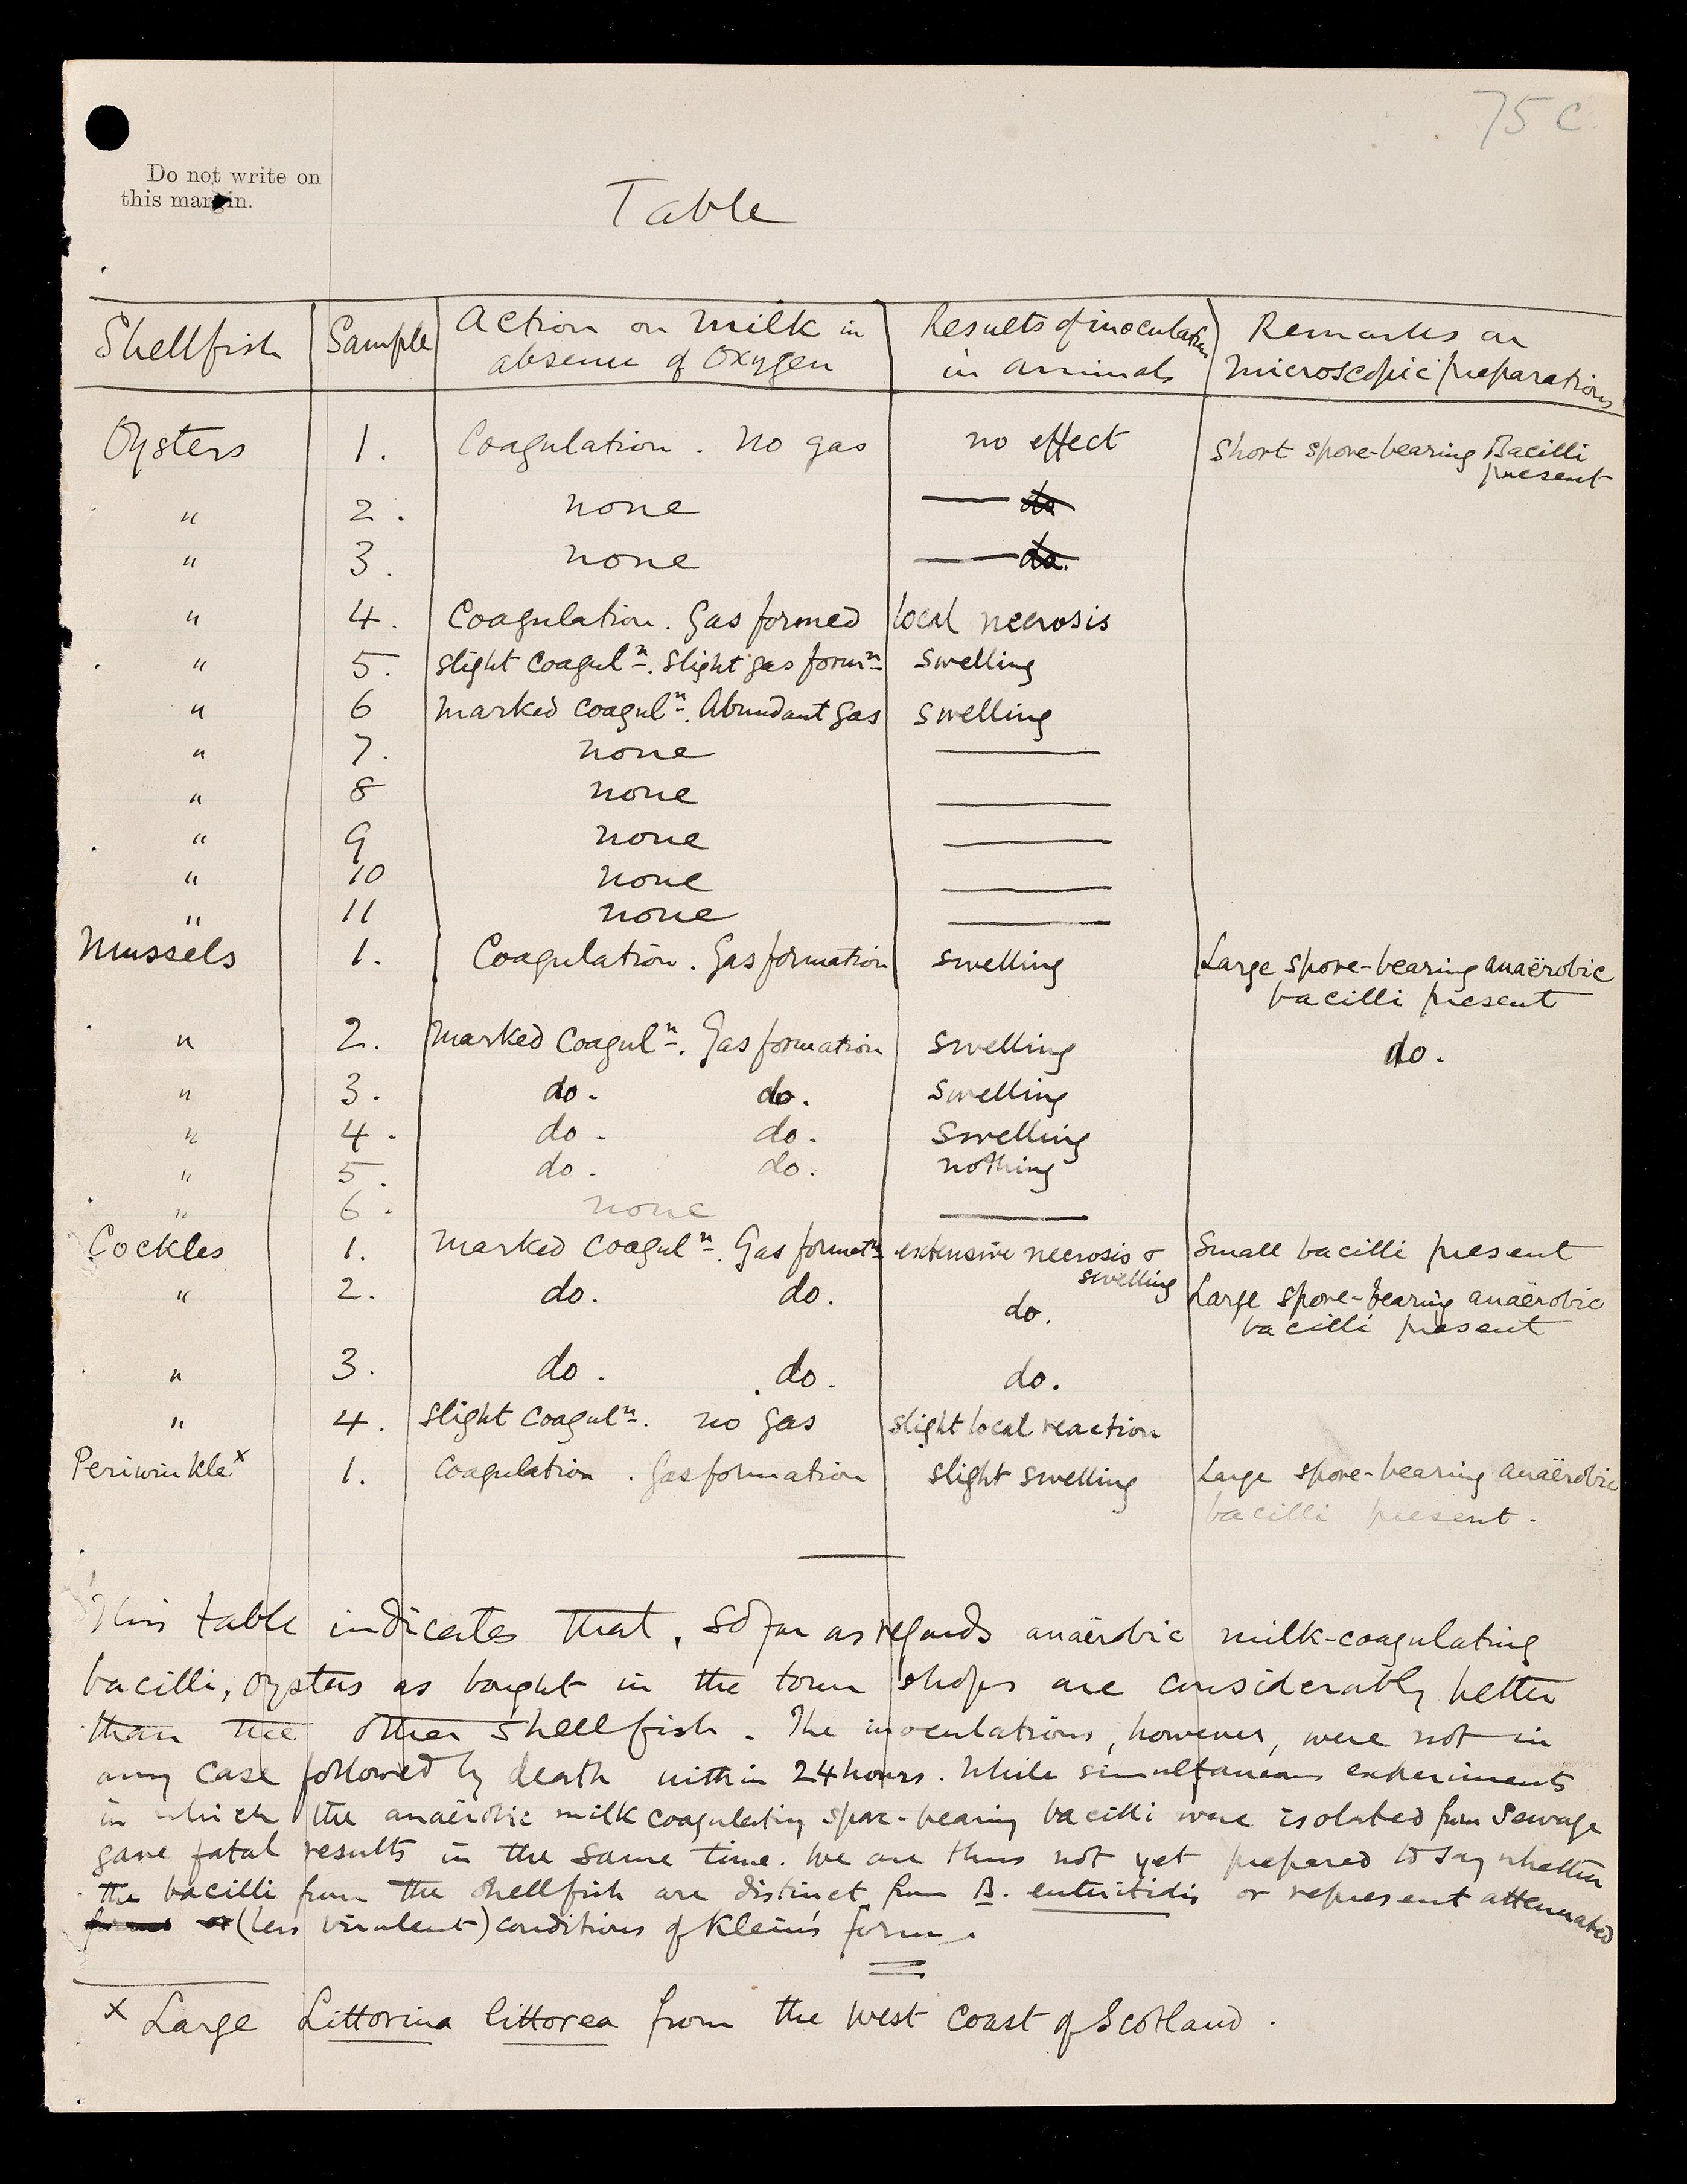 75 C
Do not write on
this margin.
Table
Shellfish Sample Action on Milk in absence of Oxygen Results of inoculation in animals Remarks on Microscopic preparations
Oysters 1. Coagulation. No gas no effect Short spore-bearing Bacilli present
" 2. none — do
" 3. none — do.
" 4. Coagulation. Gas formed local necrosis
" 5. slight coagulⁿ. slight gas formⁿ swelling
" 6 marked coagulⁿ. Abundant gas swelling
" 7. none —
" 8 none —
" 9 none —
" 10 none —
" 11 none —
Mussels 1. Coagulation. Gas formation swelling Large spore-bearing anaërobic bacilli present
" 2. Marked coagulⁿ. Gas formation swelling do.
" 3. do. do. swelling
" 4. do. do. swelling
" 5. do. do. nothing
" 6. none —
Cockles 1. Marked coagulⁿ. Gas formatⁿ extensive necrosis & swelling Small bacilli present
" 2. do. do. do. Large spore-bearing anaërobic bacilli present
" 3. do. do. do.
" 4. slight coagulⁿ. no gas slight local reaction
Periwinkle x 1. Coagulation. Gas formation slight swelling Large spore-bearing anaërobic bacilli present.
This table indicates that, so far as regards anaërobic milk-coagulating
bacilli, oysters as bought in the town shops are considerably better
than the other shellfish. The inoculations, however, were not in
any case followed by death within 24 hours. While simultaneous experiments
in which the anaërobic milk coagulating spore-bearing bacilli were isolated from sewage
gave fatal results in the same time. We are thus not yet prepared to say whether
the bacilli from the shellfish are distinct from B. enteritidis or represent attenuated
forms or (less virulent) conditions of Klein's form.
x Large Littorina littorea from the West Coast of Scotland.